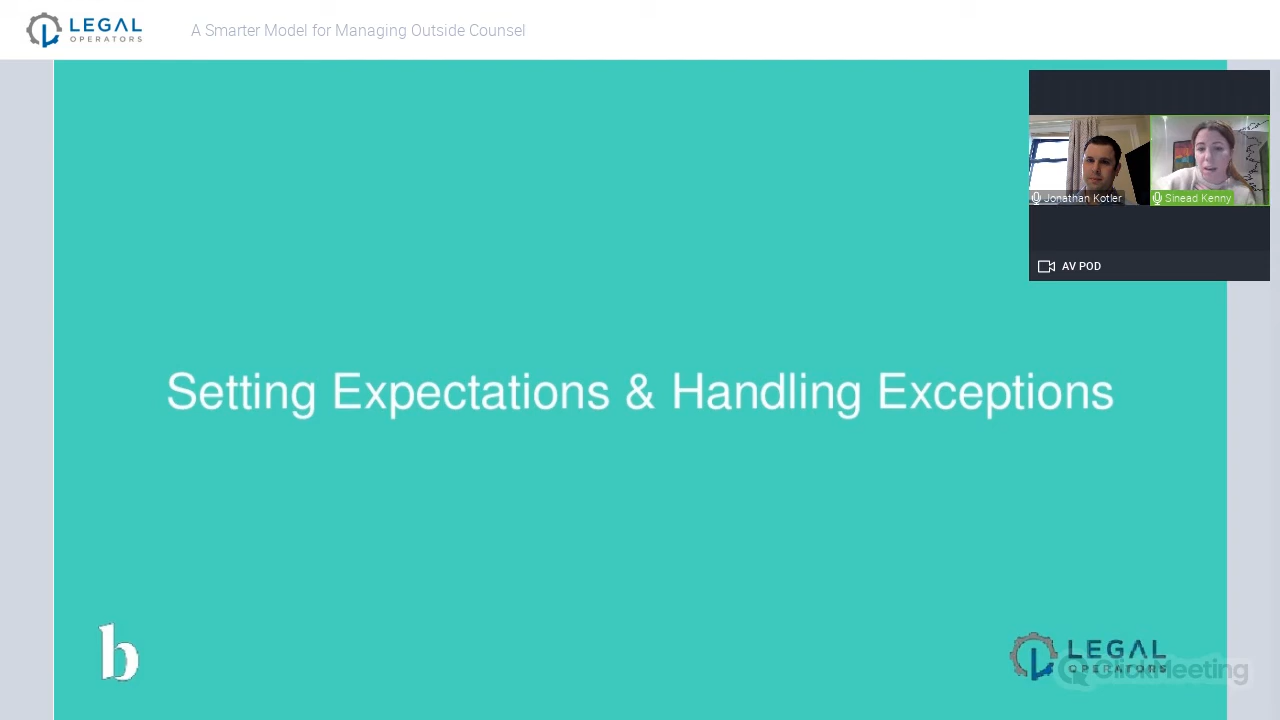 LEGAL
OPERATORS
A Smarter Model for Managing Outside Counsel
Jonathan Kotler
Sinead Kenny
AV POD
Setting Expectations & Handling Exceptions
b
LEGAL
OPERATORS
ClickMeeting